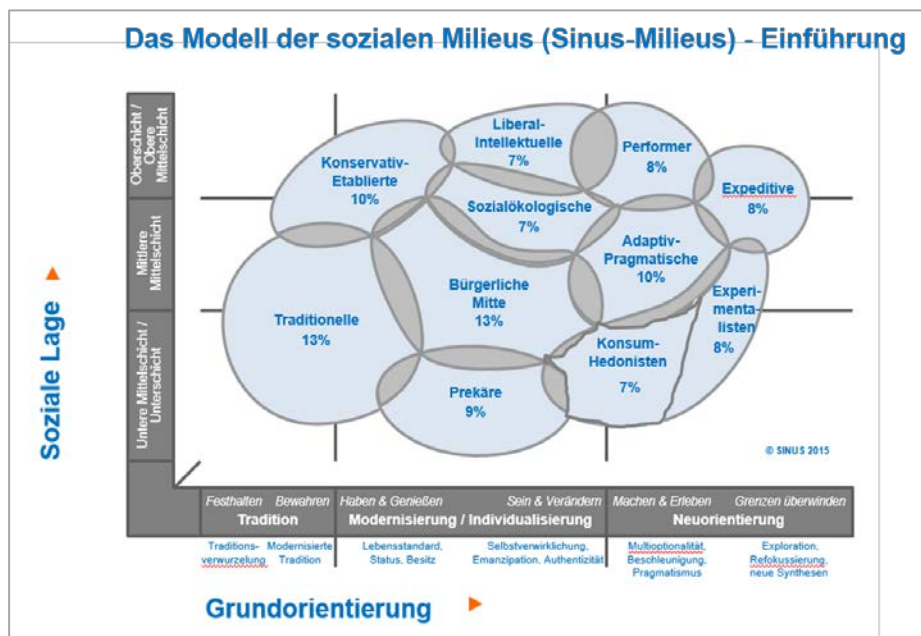 Das Modell der sozialen Milieus (Sinus-Milieus) - Einführung
Soziale Lage
Oberschicht /
Obere
Mittelschicht
Mittlere
Mittelschicht
Untere Mittelschicht /
Unterschicht
Konservativ-
Etablierte
10%
Liberal-
Intellektuelle
7%
Performer
8%
Expeditive
8%
Sozialökologische
7%
Adaptiv-
Pragmatische
10%
Traditionelle
13%
Bürgerliche
Mitte
13%
Experi-
menta-
listen
8%
Konsum-
Hedonisten
7%
Prekäre
9%
© SINUS 2015
Festhalten Bewahren
Tradition
Haben & Genießen Sein & Verändern
Modernisierung / Individualisierung
Machen & Erleben Grenzen überwinden
Neuorientierung
Traditions-
verwurzelung
Modernisierte
Tradition
Lebensstandard,
Status, Besitz
Selbstverwirklichung,
Emanzipation, Authentizität
Multioptionalität,
Beschleunigung,
Pragmatismus
Exploration,
Refokussierung,
neue Synthesen
Grundorientierung